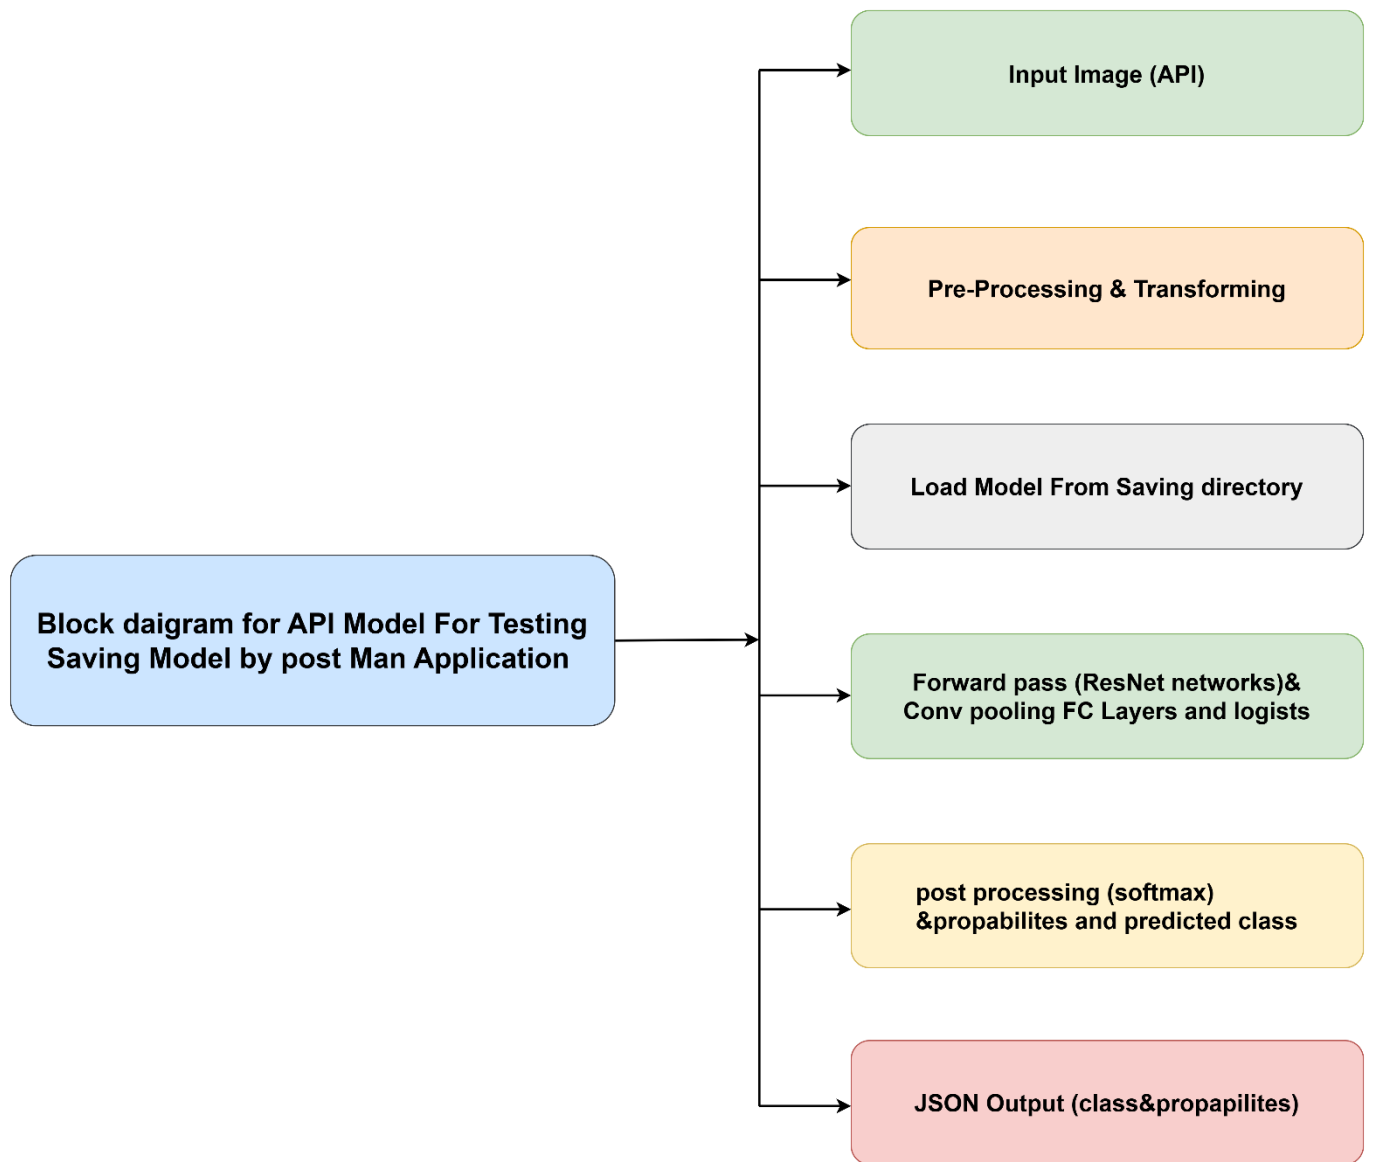 Input Image (API)
Pre-Processing & Transforming
Load Model From Saving directory
Block daigram for API Model For Testing
Saving Model by post Man Application
Forward pass (ResNet networks)&
Conv pooling FC Layers and logists
post processing (softmax)
&propabilites and predicted class
JSON Output (class&propapilites)